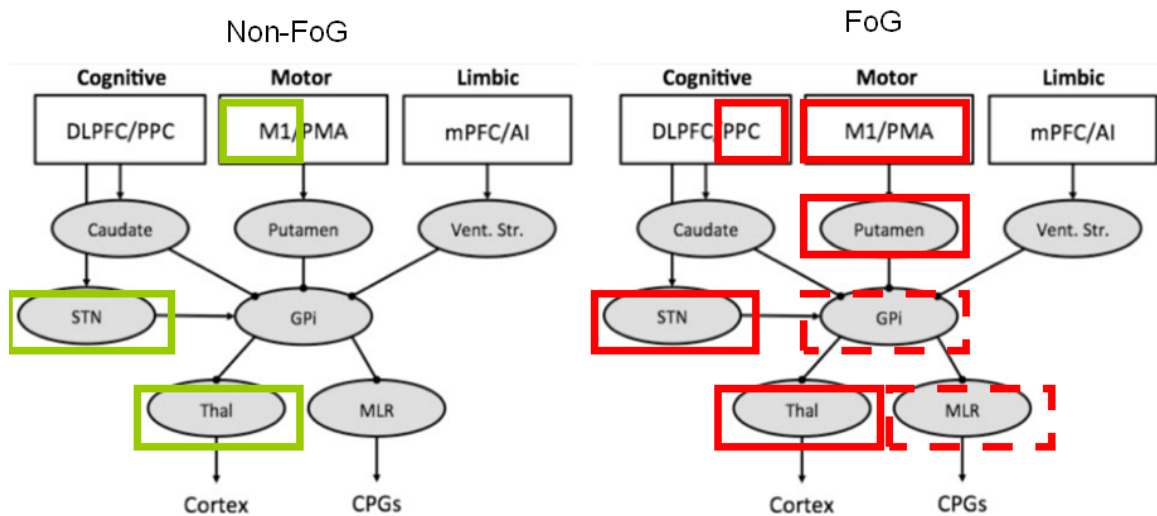 Non-FoG
Cognitive Motor Limbic
DLPFC/PPC M1/PMA mPFC/AI
Caudate Putamen Vent. Str.
STN GPi
Thal MLR
Cortex CPGs
FoG
Cognitive Motor Limbic
DLPFC/PPC M1/PMA mPFC/AI
Caudate Putamen Vent. Str.
STN GPi
Thal MLR
Cortex CPGs